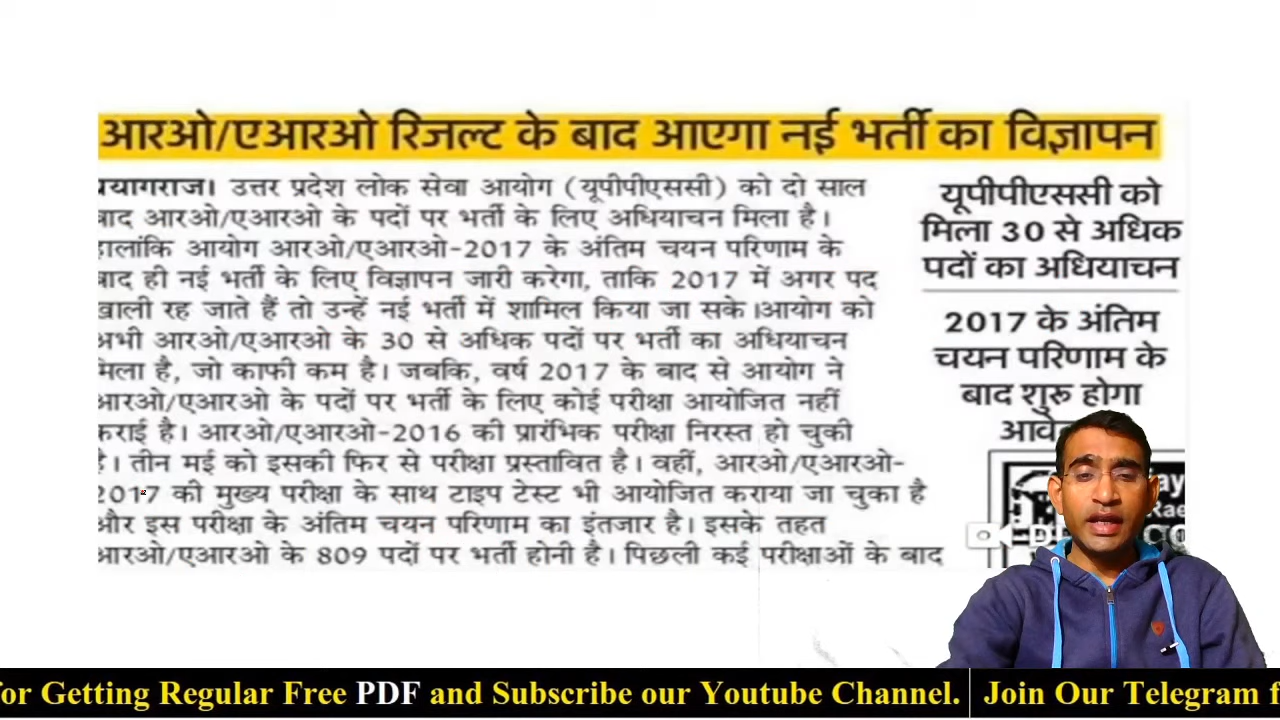 आरओ/एआरओ रिजल्ट के बाद आएगा नई भर्ती का विज्ञापन
प्रयागराज। उत्तर प्रदेश लोक सेवा आयोग (यूपीपीएससी) को दो साल
बाद आरओ/एआरओ के पदों पर भर्ती के लिए अधियाचन मिला है।
हालांकि आयोग आरओ/एआरओ-2017 के अंतिम चयन परिणाम के
बाद ही नई भर्ती के लिए विज्ञापन जारी करेगा, ताकि 2017 में अगर पद
खाली रह जाते हैं तो उन्हें नई भर्ती में शामिल किया जा सके।आयोग को
अभी आरओ/एआरओ के 30 से अधिक पदों पर भर्ती का अधियाचन
मिला है, जो काफी कम है। जबकि, वर्ष 2017 के बाद से आयोग ने
आरओ/एआरओ के पदों पर भर्ती के लिए कोई परीक्षा आयोजित नहीं
कराई है। आरओ/एआरओ-2016 की प्रारंभिक परीक्षा निरस्त हो चुकी
है। तीन मई को इसकी फिर से परीक्षा प्रस्तावित है। वहीं, आरओ/एआरओ-
2017 की मुख्य परीक्षा के साथ टाइप टेस्ट भी आयोजित कराया जा चुका है
और इस परीक्षा के अंतिम चयन परिणाम का इंतजार है। इसके तहत
आरओ/एआरओ के 809 पदों पर भर्ती होनी है। पिछली कई परीक्षाओं के बाद
यूपीपीएससी को
मिला 30 से अधिक
पदों का अधियाचन
2017 के अंतिम
चयन परिणाम के
बाद शुरू होगा
for Getting Regular Free PDF and Subscribe our Youtube Channel. Join Our Telegram f